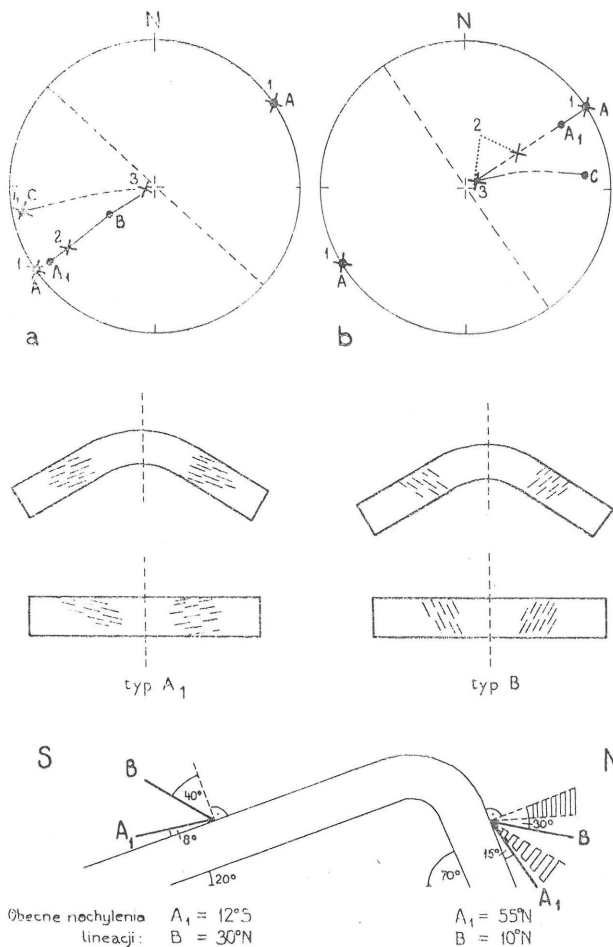 N
1
A
3
4 C
B
2
1
A₁
A
a
N
1
A
2
A₁
3
C
1
A
b
typ A₁
typ B
S
N
B
40°
A₁
8°
30°
B
15°
A₁
20°
70°
Obecne nachylenia A₁ = 12°S A₁ = 55°N
lineacji: B = 30°N B = 10°N